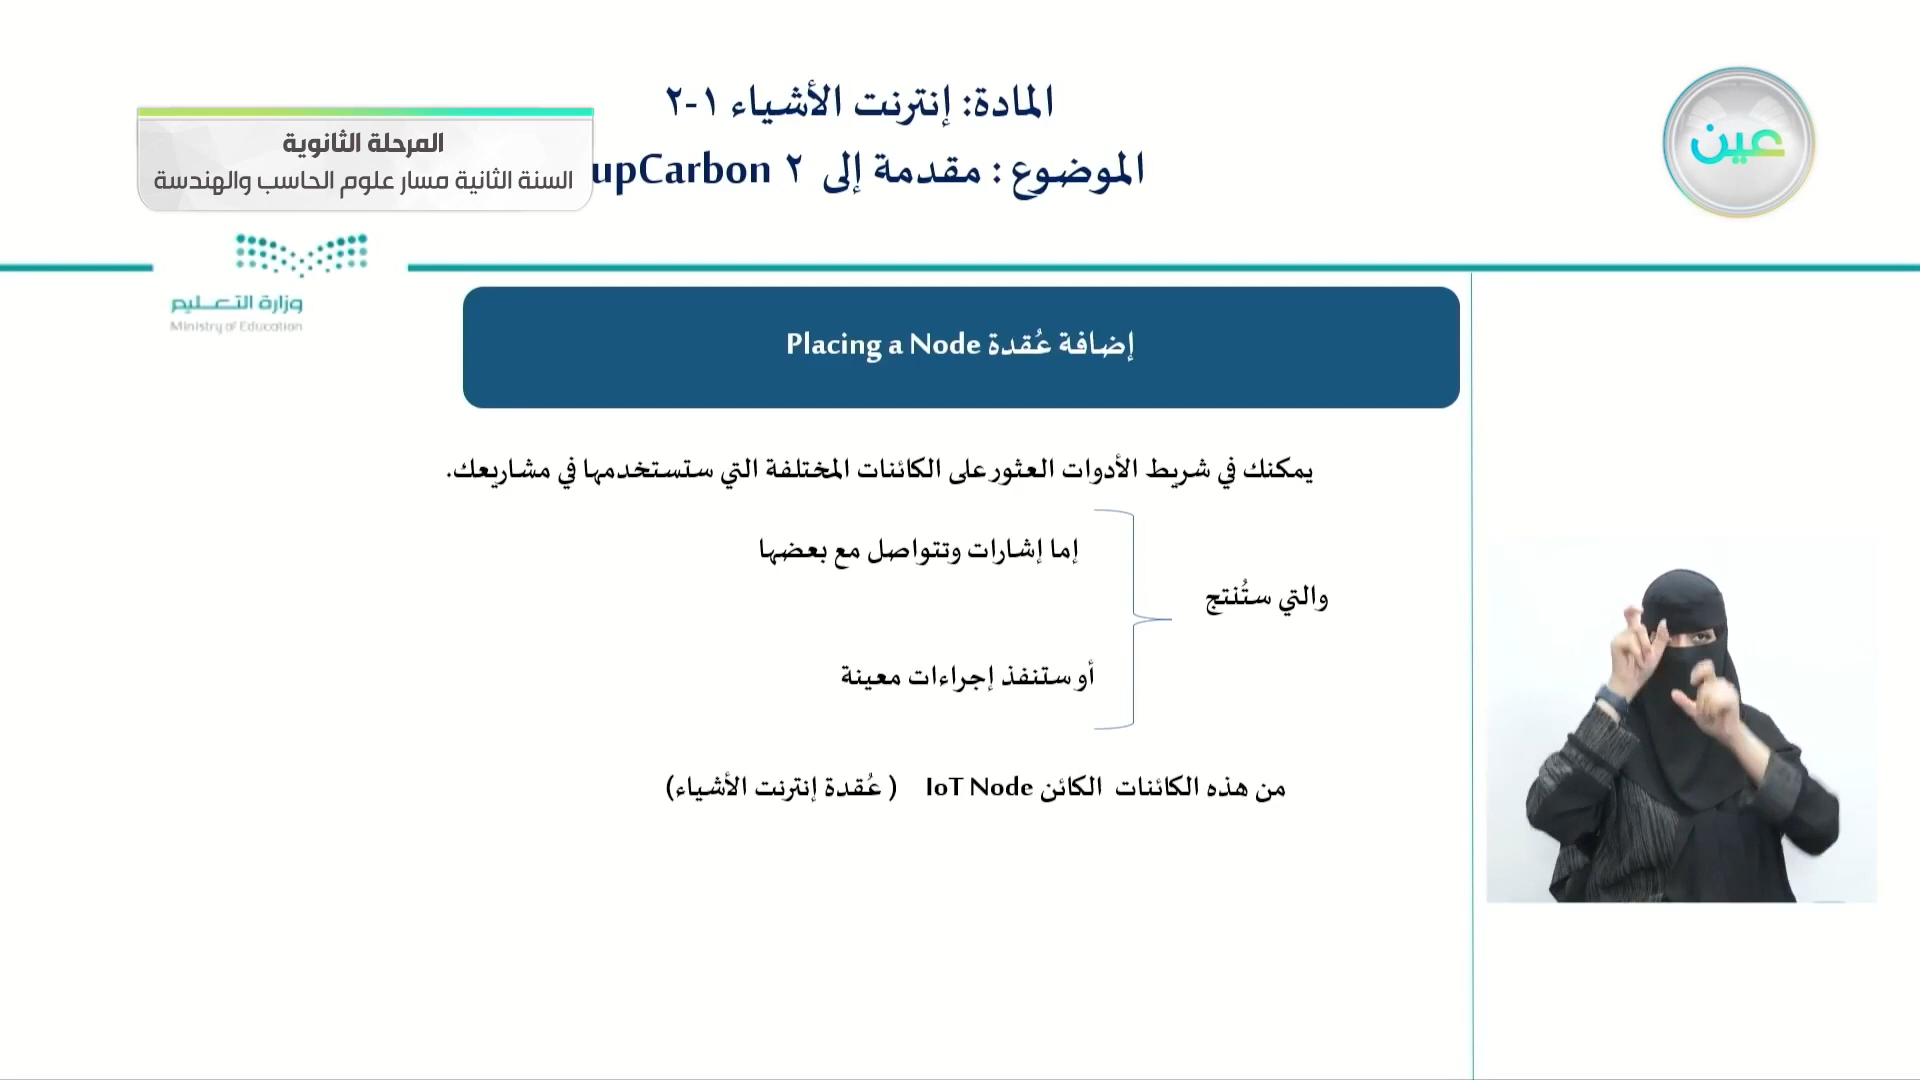 المادة: إنترنت الأشياء ١-٢
الموضوع : مقدمة إلى ٢ upCarbon
المرحلة الثانوية
السنة الثانية مسار علوم الحاسب والهندسة
عين
وزارة التعليم
Ministry of Education
إضافة عُقدة Placing a Node
يمكنك في شريط الأدوات العثور على الكائنات المختلفة التي ستستخدمها في مشاريعك.
إما إشارات وتتواصل مع بعضها
والتي ستُنتج
أو ستنفذ إجراءات معينة
من هذه الكائنات الكائن IoT Node ( عُقدة إنترنت الأشياء)